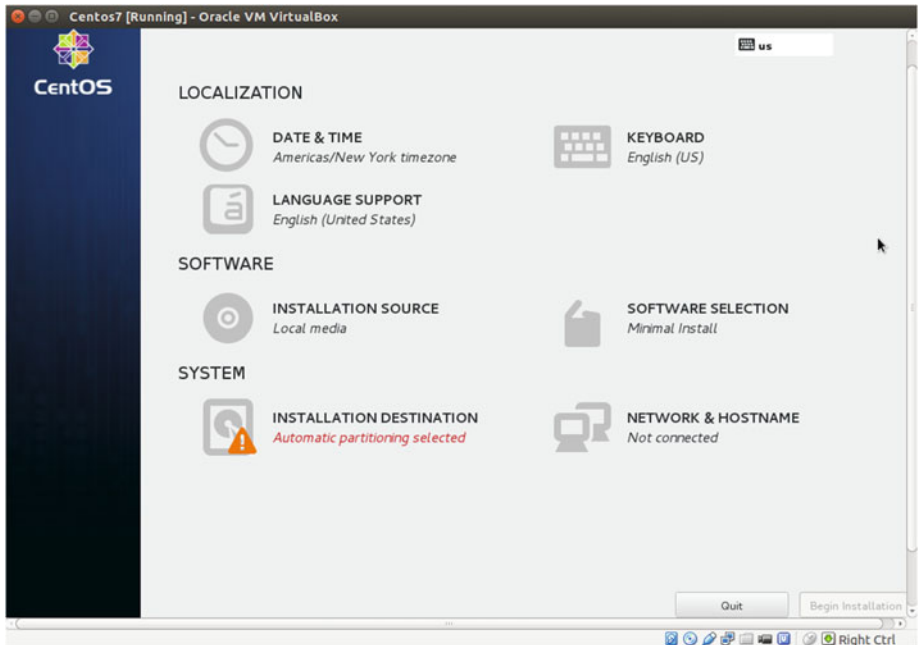 Centos7 [Running] - Oracle VM VirtualBox
us
CentOS
LOCALIZATION
DATE & TIME
Americas/New York timezone
KEYBOARD
English (US)
á
LANGUAGE SUPPORT
English (United States)
SOFTWARE
INSTALLATION SOURCE
Local media
SOFTWARE SELECTION
Minimal Install
SYSTEM
INSTALLATION DESTINATION
Automatic partitioning selected
NETWORK & HOSTNAME
Not connected
Quit
Begin Installation
Right Ctrl